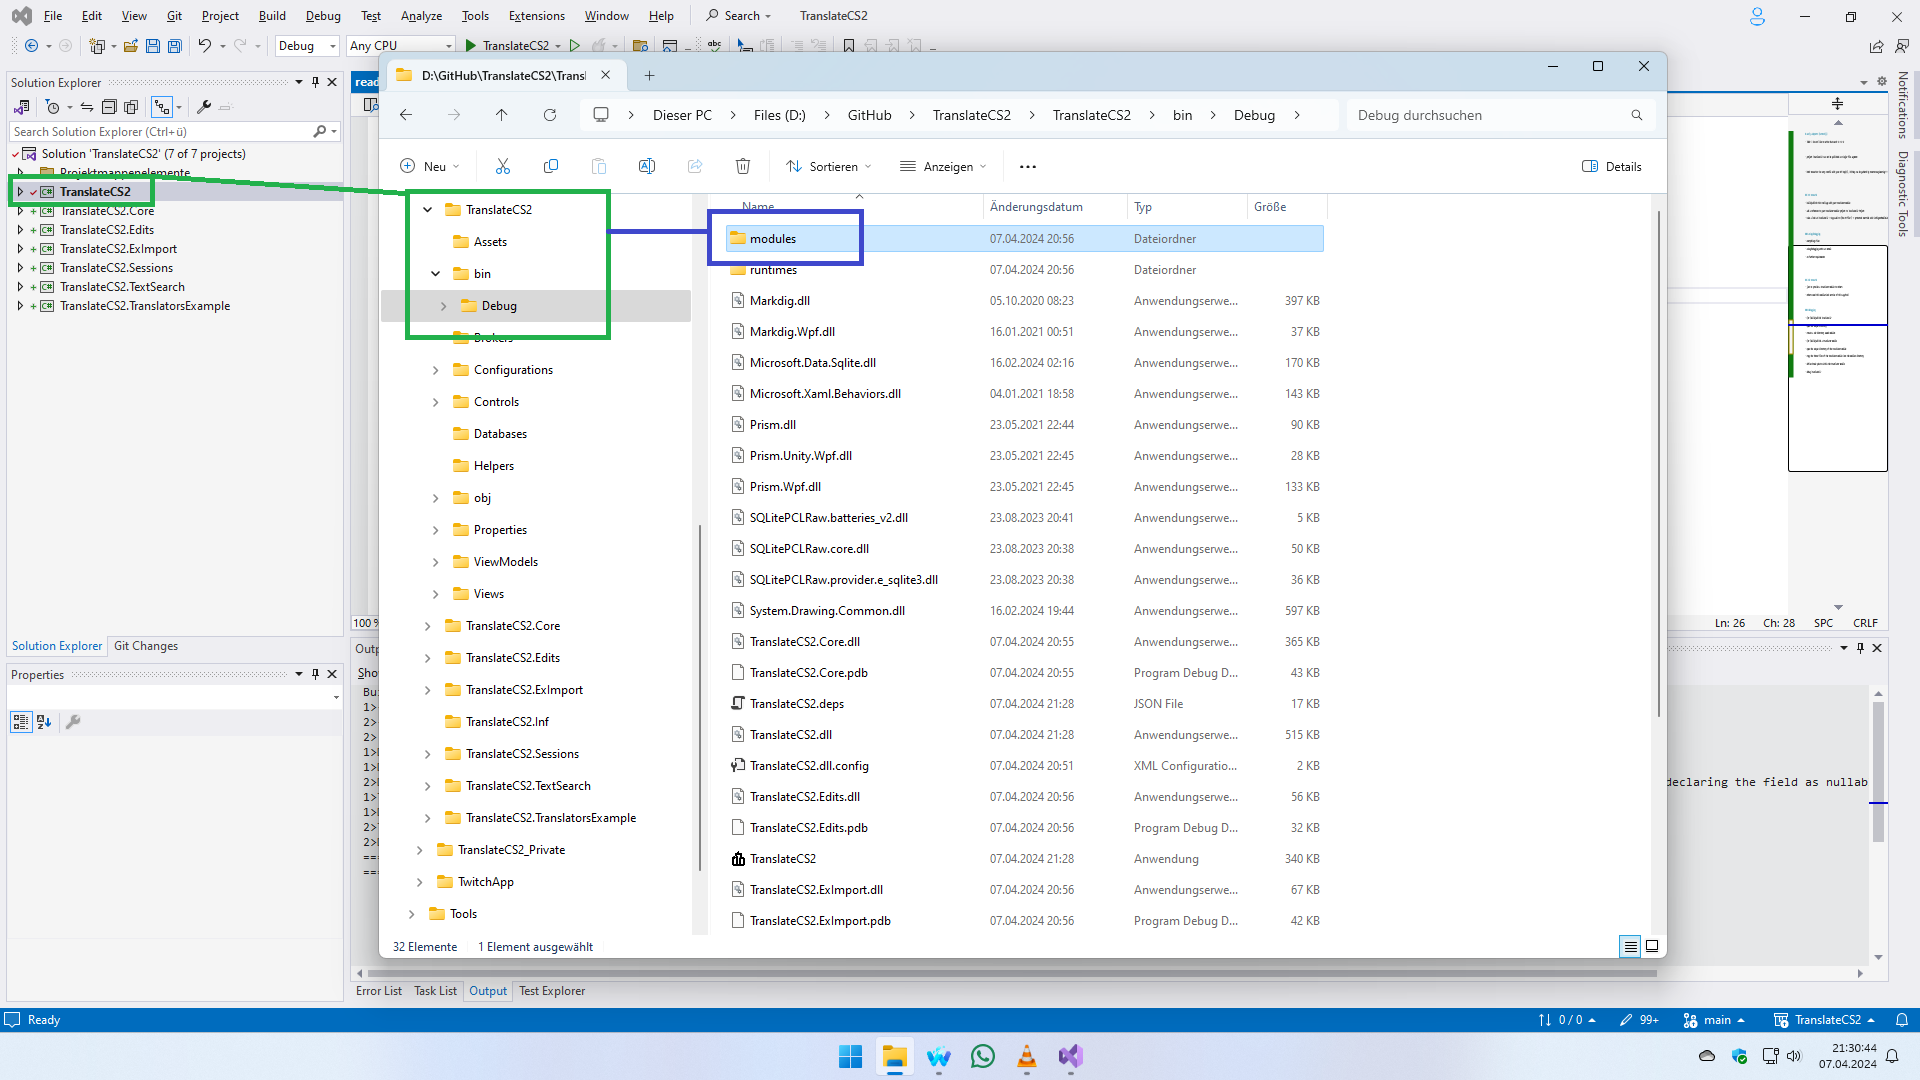 File Edit View Git Project Build Debug Test Analyze Tools Extensions Window Help Search TranslateCS2
Debug Any CPU TranslateCS2
Solution Explorer
Search Solution Explorer (Ctrl+ü)
Solution 'TranslateCS2' (7 of 7 projects)
Projektmappenelemente
TranslateCS2
TranslateCS2.Core
TranslateCS2.Edits
TranslateCS2.ExImport
TranslateCS2.Sessions
TranslateCS2.TextSearch
TranslateCS2.TranslatorsExample
Solution Explorer Git Changes
Properties
D:\GitHub\TranslateCS2\Transl
Dieser PC Files (D:) GitHub TranslateCS2 TranslateCS2 bin Debug
Debug durchsuchen
Neu Sortieren Anzeigen Details
TranslateCS2
Assets
bin
Debug
Brokers
Configurations
Controls
Databases
Helpers
obj
Properties
ViewModels
Views
TranslateCS2.Core
TranslateCS2.Edits
TranslateCS2.ExImport
TranslateCS2.Inf
TranslateCS2.Sessions
TranslateCS2.TextSearch
TranslateCS2.TranslatorsExample
TranslateCS2_Private
TwitchApp
Tools
Name Änderungsdatum Typ Größe
modules 07.04.2024 20:56 Dateiordner
runtimes 07.04.2024 20:56 Dateiordner
Markdig.dll 05.10.2020 08:23 Anwendungserwe... 397 KB
Markdig.Wpf.dll 16.01.2021 00:51 Anwendungserwe... 37 KB
Microsoft.Data.Sqlite.dll 16.02.2024 02:16 Anwendungserwe... 170 KB
Microsoft.Xaml.Behaviors.dll 04.01.2021 18:58 Anwendungserwe... 143 KB
Prism.dll 23.05.2021 22:44 Anwendungserwe... 90 KB
Prism.Unity.Wpf.dll 23.05.2021 22:45 Anwendungserwe... 28 KB
Prism.Wpf.dll 23.05.2021 22:45 Anwendungserwe... 133 KB
SQLitePCLRaw.batteries_v2.dll 23.08.2023 20:41 Anwendungserwe... 5 KB
SQLitePCLRaw.core.dll 23.08.2023 20:38 Anwendungserwe... 50 KB
SQLitePCLRaw.provider.e_sqlite3.dll 23.08.2023 20:38 Anwendungserwe... 36 KB
System.Drawing.Common.dll 16.02.2024 19:44 Anwendungserwe... 597 KB
TranslateCS2.Core.dll 07.04.2024 20:55 Anwendungserwe... 365 KB
TranslateCS2.Core.pdb 07.04.2024 20:55 Program Debug D... 43 KB
TranslateCS2.deps 07.04.2024 21:28 JSON File 17 KB
TranslateCS2.dll 07.04.2024 21:28 Anwendungserwe... 515 KB
TranslateCS2.dll.config 07.04.2024 20:51 XML Configuratio... 2 KB
TranslateCS2.Edits.dll 07.04.2024 20:56 Anwendungserwe... 56 KB
TranslateCS2.Edits.pdb 07.04.2024 20:56 Program Debug D... 32 KB
TranslateCS2 07.04.2024 21:28 Anwendung 340 KB
TranslateCS2.ExImport.dll 07.04.2024 20:56 Anwendungserwe... 67 KB
TranslateCS2.ExImport.pdb 07.04.2024 20:56 Program Debug D... 42 KB
32 Elemente 1 Element ausgewählt
Notifications
Diagnostic Tools
Ln: 26 Ch: 28 SPC CRLF
declaring the field as nullab
Error List Task List Output Test Explorer
Ready 0 / 0 99+ main TranslateCS2
21:30:44
07.04.2024